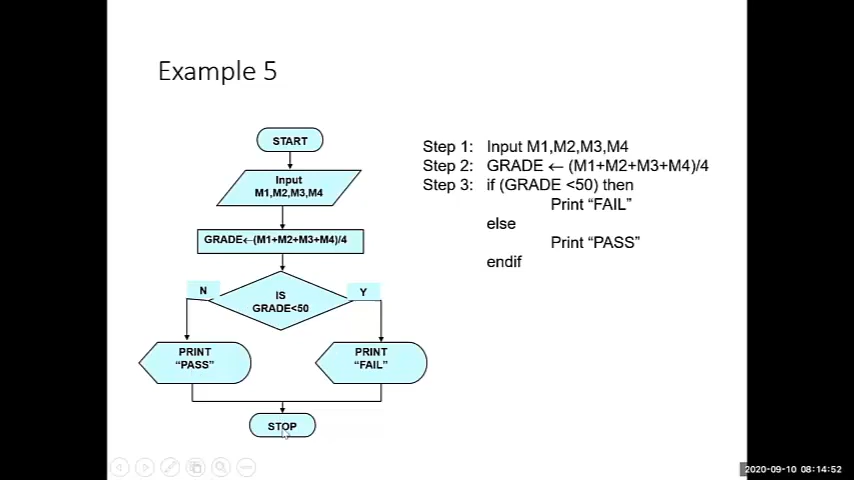 Example 5
START
Input
M1,M2,M3,M4
GRADE←(M1+M2+M3+M4)/4
N
IS
GRADE<50
Y
PRINT
“PASS”
PRINT
“FAIL”
STOP
Step 1: Input M1,M2,M3,M4
Step 2: GRADE ← (M1+M2+M3+M4)/4
Step 3: if (GRADE <50) then
Print “FAIL”
else
Print “PASS”
endif
2020-09-10 08:14:52